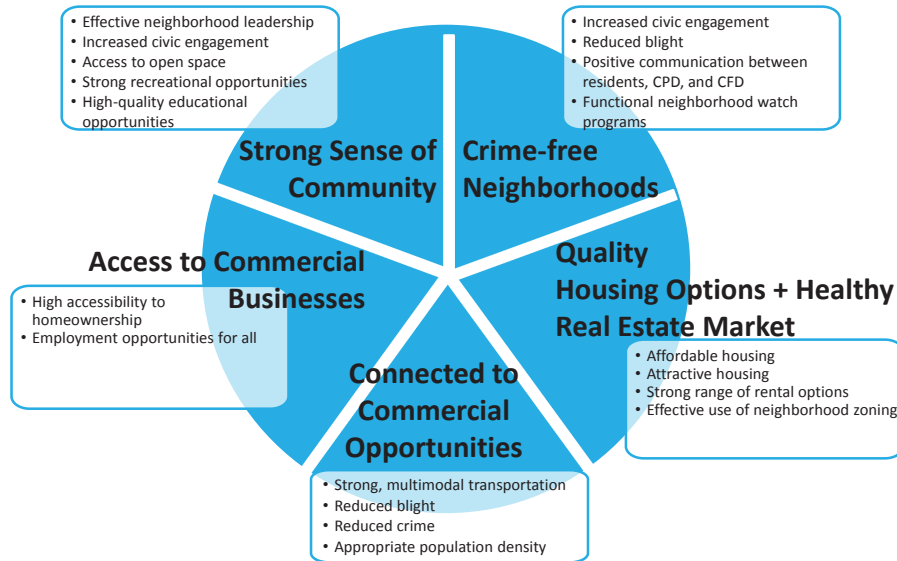 • Effective neighborhood leadership
• Increased civic engagement
• Access to open space
• Strong recreational opportunities
• High-quality educational
opportunities
Strong Sense of
Community
• Increased civic engagement
• Reduced blight
• Positive communication between
residents, CPD, and CFD
• Functional neighborhood watch
programs
Crime-free
Neighborhoods
Access to Commercial
Businesses
• High accessibility to
homeownership
• Employment opportunities for all
Quality
Housing Options + Healthy
Real Estate Market
• Affordable housing
• Attractive housing
• Strong range of rental options
• Effective use of neighborhood zoning
Connected to
Commercial
Opportunities
• Strong, multimodal transportation
• Reduced blight
• Reduced crime
• Appropriate population density